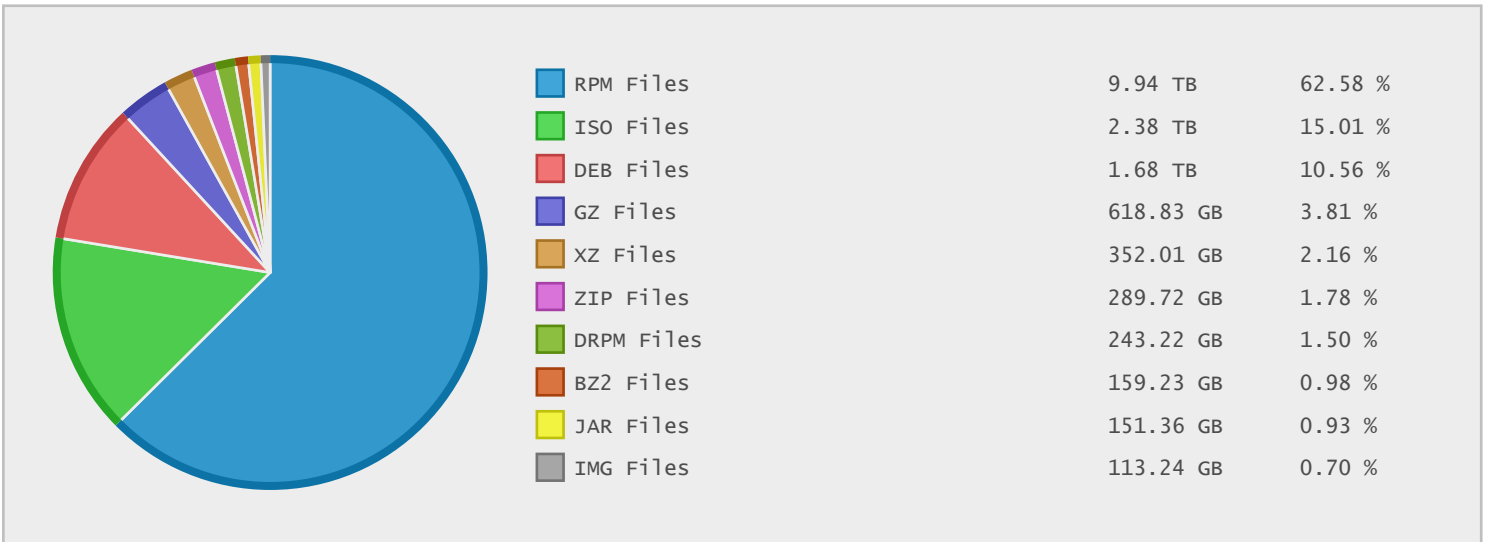 RPM Files 9.94 TB 62.58 %
ISO Files 2.38 TB 15.01 %
DEB Files 1.68 TB 10.56 %
GZ Files 618.83 GB 3.81 %
XZ Files 352.01 GB 2.16 %
ZIP Files 289.72 GB 1.78 %
DRPM Files 243.22 GB 1.50 %
BZ2 Files 159.23 GB 0.98 %
JAR Files 151.36 GB 0.93 %
IMG Files 113.24 GB 0.70 %